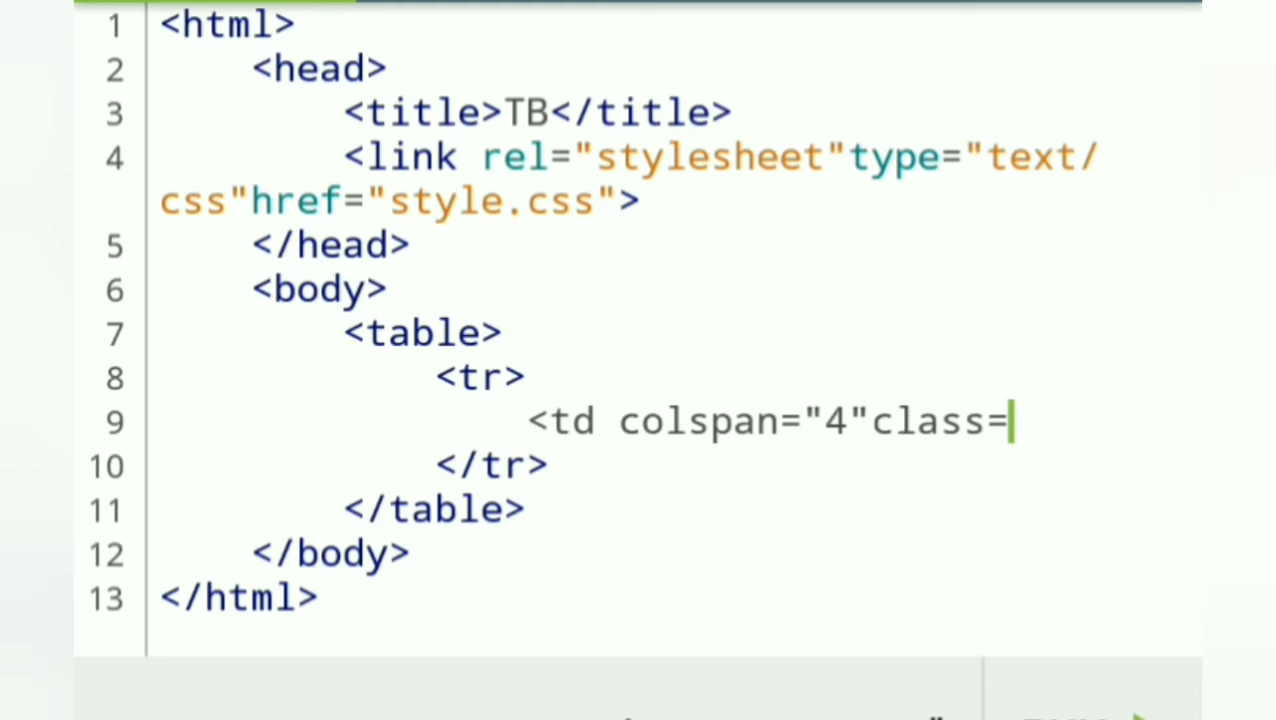 1 <html>
2 <head>
3 <title>TB</title>
4 <link rel="stylesheet"type="text/
css"href="style.css">
5 </head>
6 <body>
7 <table>
8 <tr>
9 <td colspan="4"class=
10 </tr>
11 </table>
12 </body>
13 </html>